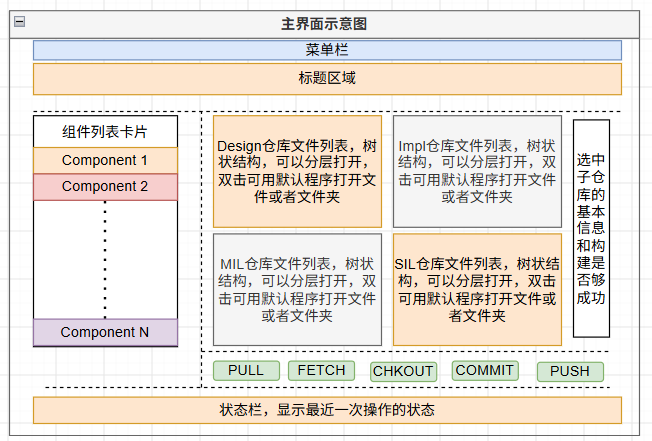 主界面示意图
菜单栏
标题区域
组件列表卡片
Component 1
Component 2
Component N
Design仓库文件列表，树
状结构，可以分层打开，
双击可用默认程序打开文
件或者文件夹
Impl仓库文件列表，树状
结构，可以分层打开，双
击可用默认程序打开文件
或者文件夹
MIL仓库文件列表，树状
结构，可以分层打开，双
击可用默认程序打开文件
或者文件夹
SIL仓库文件列表，树状结
构，可以分层打开，双击
可用默认程序打开文件或
者文件夹
选中
子仓
库的
基本
信息
和构
建是
否够
成功
PULL
FETCH
CHKOUT
COMMIT
PUSH
状态栏，显示最近一次操作的状态